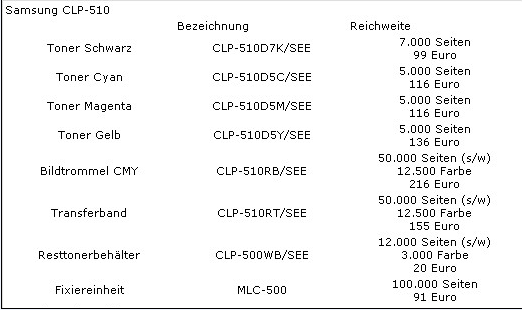 Samsung CLP-510
Bezeichnung Reichweite
Toner Schwarz CLP-510D7K/SEE 7.000 Seiten
99 Euro
Toner Cyan CLP-510D5C/SEE 5.000 Seiten
116 Euro
Toner Magenta CLP-510D5M/SEE 5.000 Seiten
116 Euro
Toner Gelb CLP-510D5Y/SEE 5.000 Seiten
136 Euro
Bildtrommel CMY CLP-510RB/SEE 50.000 Seiten (s/w)
12.500 Farbe
216 Euro
Transferband CLP-510RT/SEE 50.000 Seiten (s/w)
12.500 Farbe
155 Euro
Resttonerbehälter CLP-500WB/SEE 12.000 Seiten (s/w)
3.000 Farbe
20 Euro
Fixiereinheit MLC-500 100.000 Seiten
91 Euro